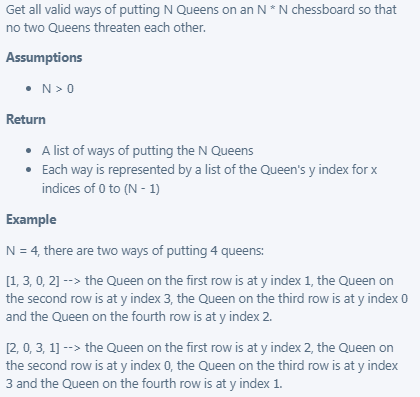 Get all valid ways of putting N Queens on an N * N chessboard so that
no two Queens threaten each other.
Assumptions
• N > 0
Return
• A list of ways of putting the N Queens
• Each way is represented by a list of the Queen's y index for x
indices of 0 to (N - 1)
Example
N = 4, there are two ways of putting 4 queens:
[1, 3, 0, 2] --> the Queen on the first row is at y index 1, the Queen on
the second row is at y index 3, the Queen on the third row is at y index 0
and the Queen on the fourth row is at y index 2.
[2, 0, 3, 1] --> the Queen on the first row is at y index 2, the Queen on
the second row is at y index 0, the Queen on the third row is at y index
3 and the Queen on the fourth row is at y index 1.